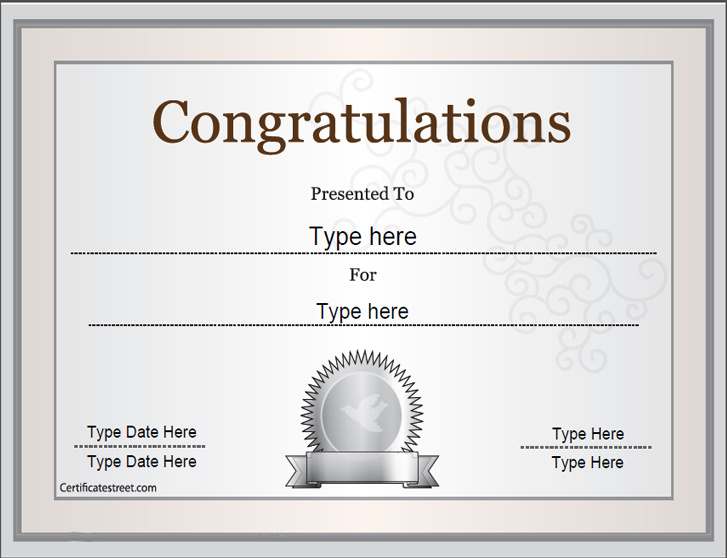 Congratulations
Presented To
Type here
For
Type here
Type Date Here
Type Date Here
Type Here
Type Here
Certificatestreet.com